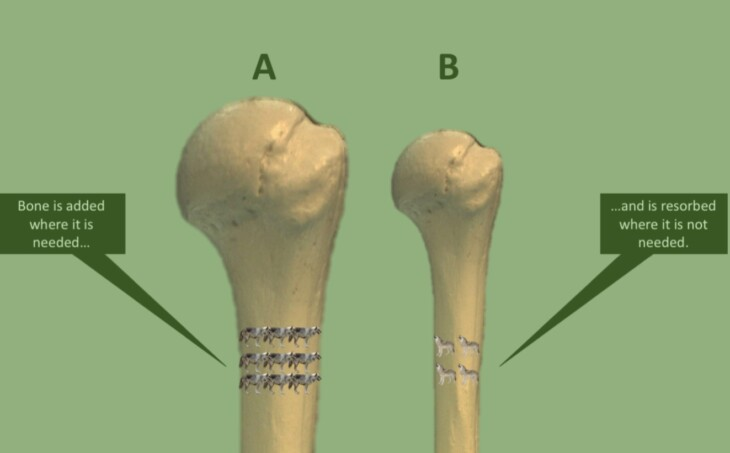 A
B
Bone is added
where it is
needed...
...and is resorbed
where it is not
needed.